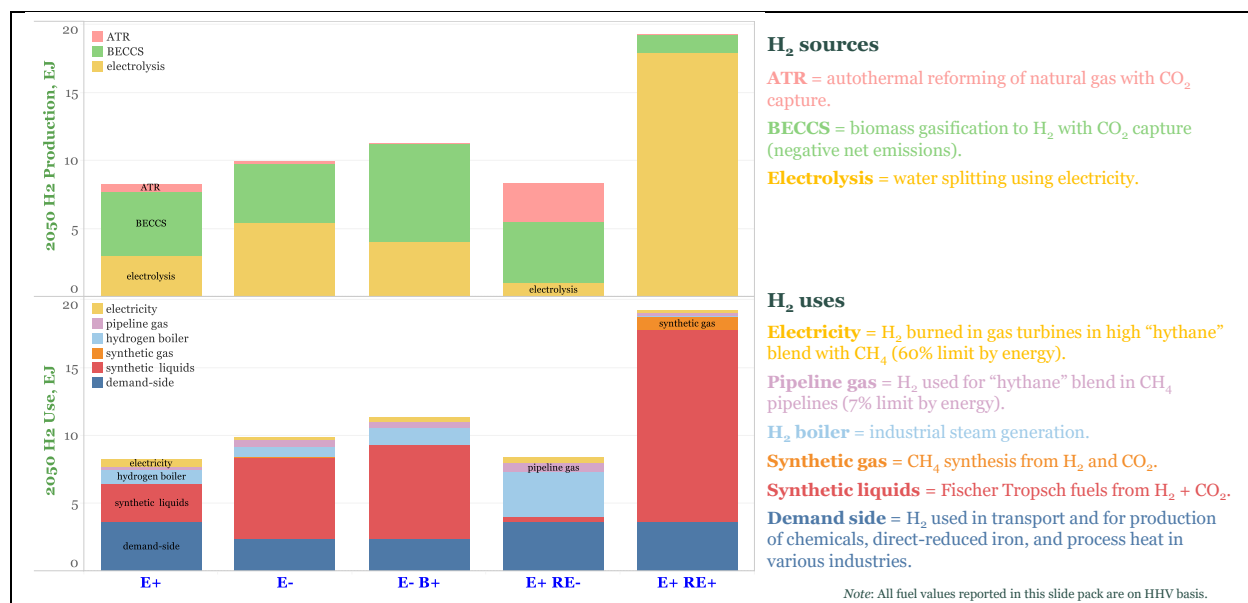 2050 H2 Production, EJ
20
15
10
5
0
ATR
BECCS
electrolysis
ATR
BECCS
electrolysis
electrolysis
H₂ sources
ATR = autothermal reforming of natural gas with CO₂
capture.
BECCS = biomass gasification to H₂ with CO₂ capture
(negative net emissions).
Electrolysis = water splitting using electricity.
2050 H2 Use, EJ
20
15
10
5
0
electricity
pipeline gas
hydrogen boiler
synthetic gas
synthetic liquids
demand-side
electricity
hydrogen boiler
synthetic liquids
demand-side
pipeline gas
synthetic gas
E+
E-
E- B+
E+ RE-
E+ RE+
H₂ uses
Electricity = H₂ burned in gas turbines in high “hythane”
blend with CH₄ (60% limit by energy).
Pipeline gas = H₂ used for “hythane” blend in CH₄
pipelines (7% limit by energy).
H₂ boiler = industrial steam generation.
Synthetic gas = CH₄ synthesis from H₂ and CO₂.
Synthetic liquids = Fischer Tropsch fuels from H₂ + CO₂.
Demand side = H₂ used in transport and for production
of chemicals, direct-reduced iron, and process heat in
various industries.
Note: All fuel values reported in this slide pack are on HHV basis.